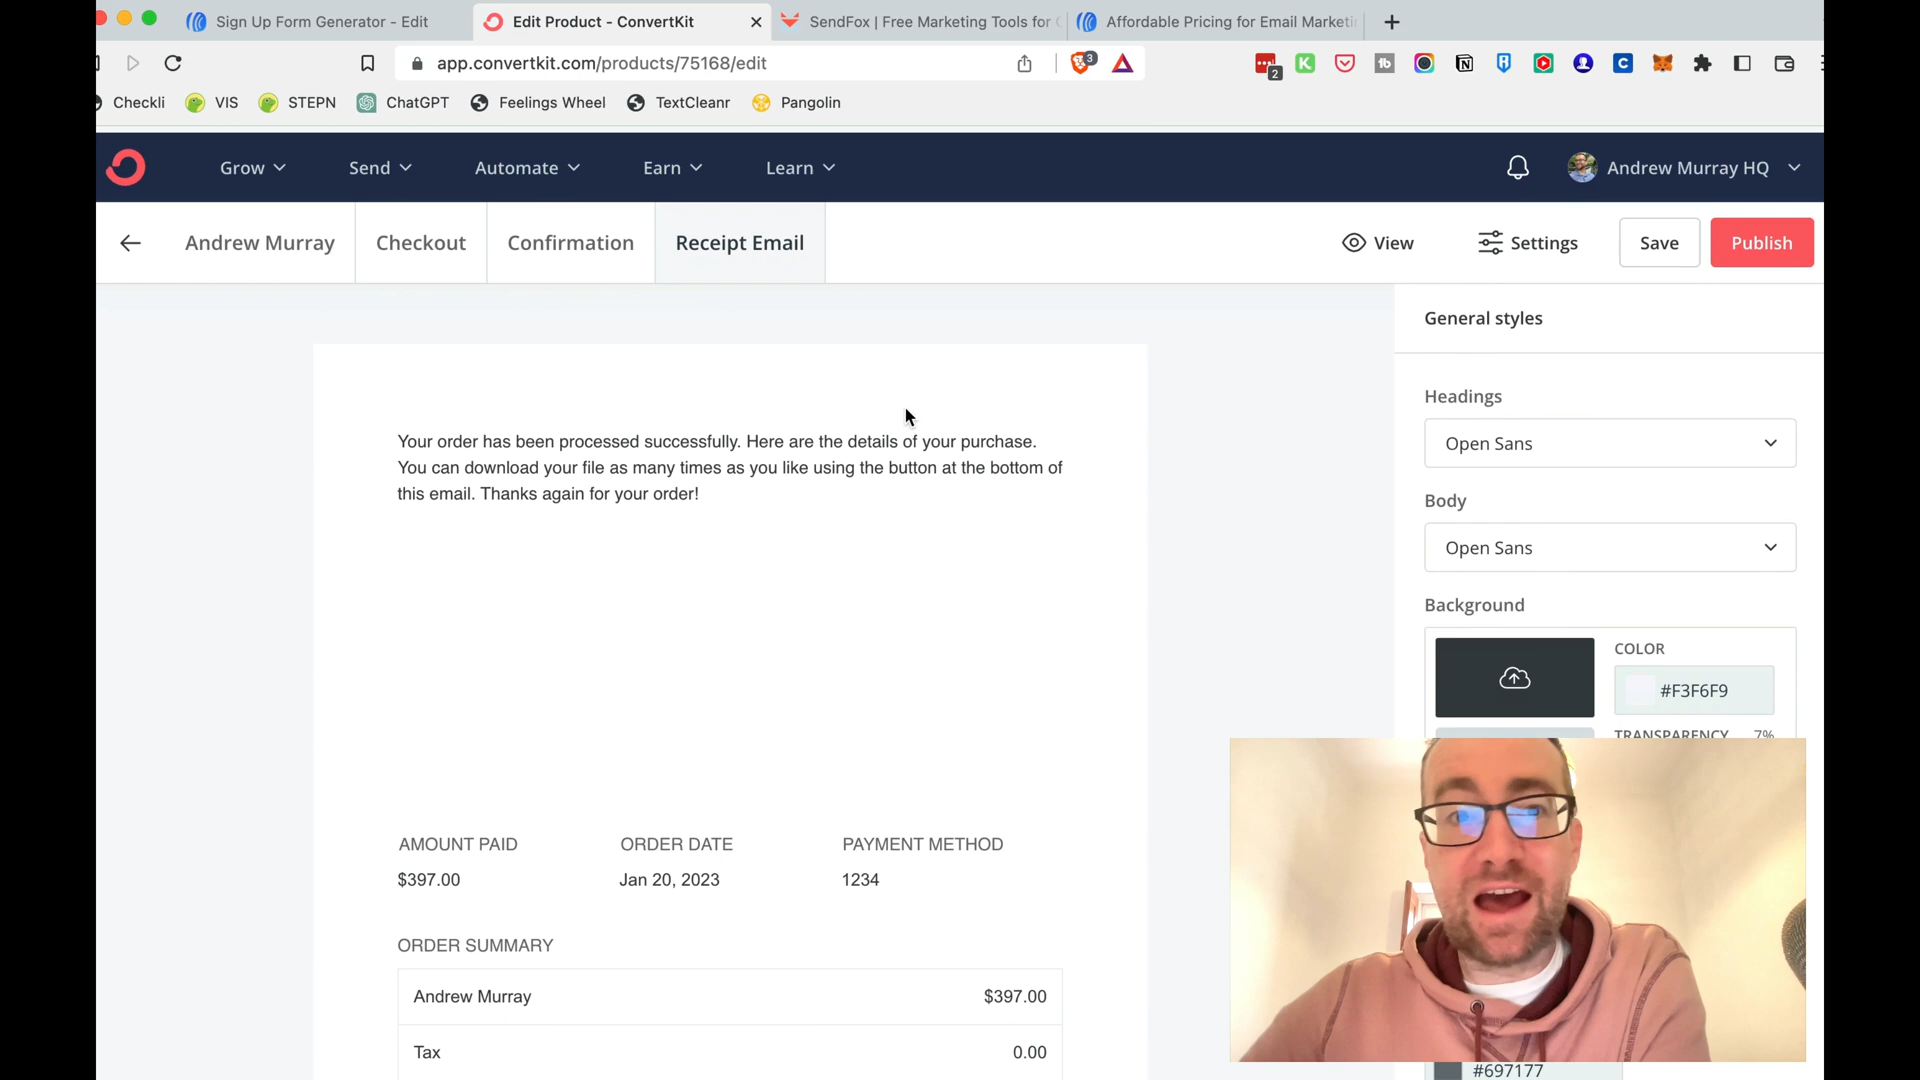 Sign Up Form Generator - Edit
Edit Product - ConvertKit
SendFox | Free Marketing Tools for C
Affordable Pricing for Email Marketin
app.convertkit.com/products/75168/edit
3
2
Checkli
VIS
STEPN
ChatGPT
Feelings Wheel
TextCleanr
Pangolin
Grow
Send
Automate
Earn
Learn
Andrew Murray HQ
Andrew Murray
Checkout
Confirmation
Receipt Email
View
Settings
Save
Publish
General styles
Headings
Open Sans
Body
Open Sans
Background
COLOR
#F3F6F9
TRANSPARENCY 7%
Your order has been processed successfully. Here are the details of your purchase.
You can download your file as many times as you like using the button at the bottom of
this email. Thanks again for your order!
AMOUNT PAID
ORDER DATE
PAYMENT METHOD
$397.00
Jan 20, 2023
1234
ORDER SUMMARY
Andrew Murray
$397.00
Tax
0.00
#697177